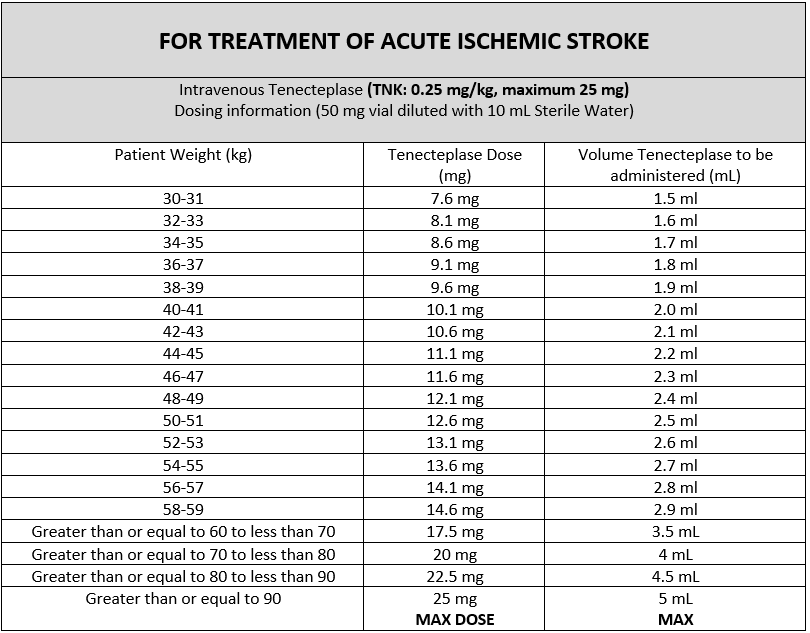 FOR TREATMENT OF ACUTE ISCHEMIC STROKE
Intravenous Tenecteplase (TNK: 0.25 mg/kg, maximum 25 mg)
Dosing information (50 mg vial diluted with 10 mL Sterile Water)
Patient Weight (kg) Tenecteplase Dose (mg) Volume Tenecteplase to be administered (mL)
30-31 7.6 mg 1.5 ml
32-33 8.1 mg 1.6 ml
34-35 8.6 mg 1.7 ml
36-37 9.1 mg 1.8 ml
38-39 9.6 mg 1.9 ml
40-41 10.1 mg 2.0 ml
42-43 10.6 mg 2.1 ml
44-45 11.1 mg 2.2 ml
46-47 11.6 mg 2.3 ml
48-49 12.1 mg 2.4 ml
50-51 12.6 mg 2.5 ml
52-53 13.1 mg 2.6 ml
54-55 13.6 mg 2.7 ml
56-57 14.1 mg 2.8 ml
58-59 14.6 mg 2.9 ml
Greater than or equal to 60 to less than 70 17.5 mg 3.5 mL
Greater than or equal to 70 to less than 80 20 mg 4 mL
Greater than or equal to 80 to less than 90 22.5 mg 4.5 mL
Greater than or equal to 90 25 mg 5 mL
MAX DOSE MAX